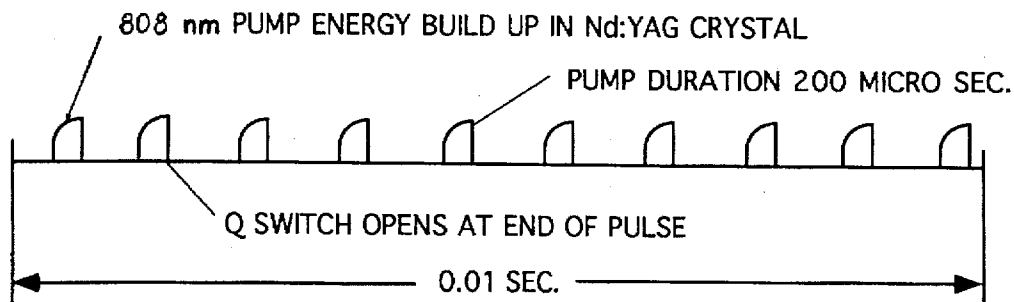 808 nm PUMP ENERGY BUILD UP IN Nd:YAG CRYSTAL
PUMP DURATION 200 MICRO SEC.
Q SWITCH OPENS AT END OF PULSE
0.01 SEC.